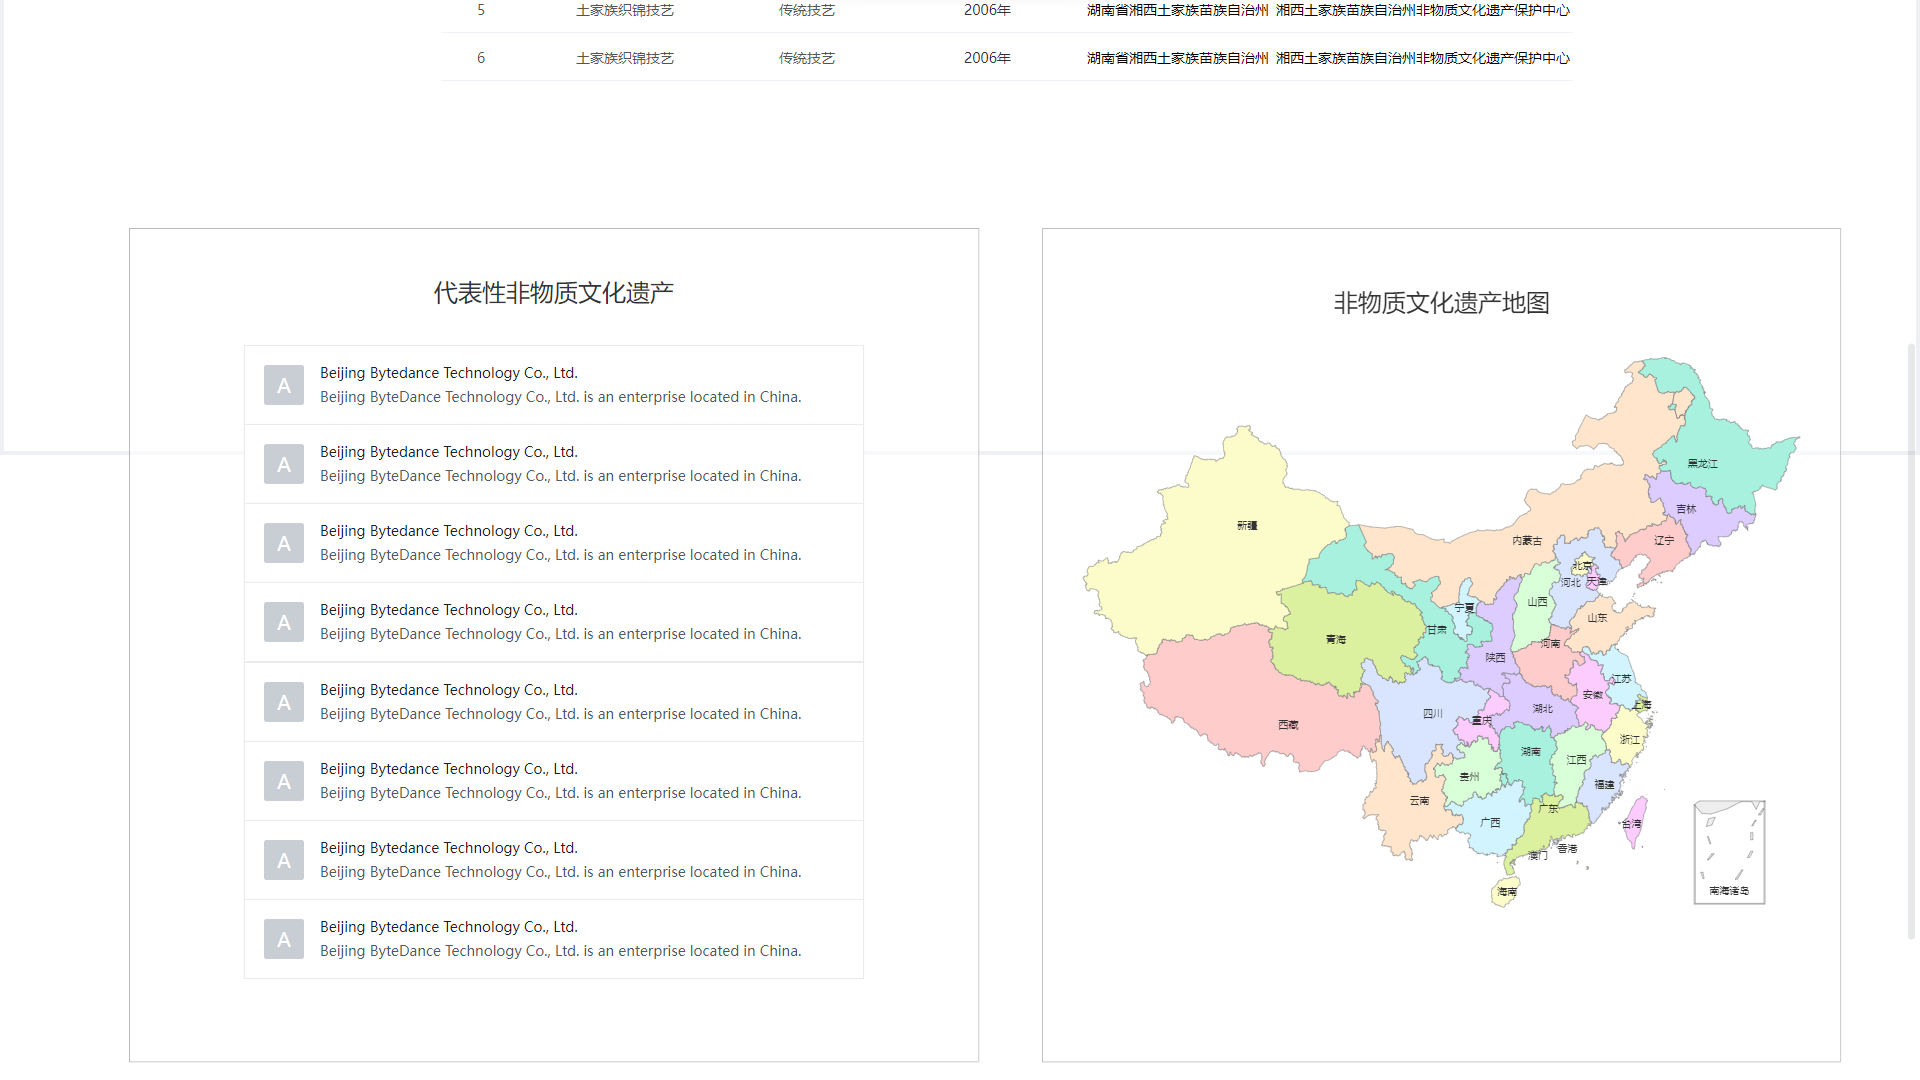 5 土家族织锦技艺 传统技艺 2006年 湖南省湘西土家族苗族自治州 湘西土家族苗族自治州非物质文化遗产保护中心
6 土家族织锦技艺 传统技艺 2006年 湖南省湘西土家族苗族自治州 湘西土家族苗族自治州非物质文化遗产保护中心
代表性非物质文化遗产
A
Beijing Bytedance Technology Co., Ltd.
Beijing ByteDance Technology Co., Ltd. is an enterprise located in China.
A
Beijing Bytedance Technology Co., Ltd.
Beijing ByteDance Technology Co., Ltd. is an enterprise located in China.
A
Beijing Bytedance Technology Co., Ltd.
Beijing ByteDance Technology Co., Ltd. is an enterprise located in China.
A
Beijing Bytedance Technology Co., Ltd.
Beijing ByteDance Technology Co., Ltd. is an enterprise located in China.
A
Beijing Bytedance Technology Co., Ltd.
Beijing ByteDance Technology Co., Ltd. is an enterprise located in China.
A
Beijing Bytedance Technology Co., Ltd.
Beijing ByteDance Technology Co., Ltd. is an enterprise located in China.
A
Beijing Bytedance Technology Co., Ltd.
Beijing ByteDance Technology Co., Ltd. is an enterprise located in China.
A
Beijing Bytedance Technology Co., Ltd.
Beijing ByteDance Technology Co., Ltd. is an enterprise located in China.
非物质文化遗产地图
黑龙江
吉林
新疆
内蒙古
辽宁
北京
河北
天津
山西
宁夏
山东
甘肃
青海
河南
陕西
江苏
安徽
上海
湖北
四川
重庆
西藏
浙江
湖南
江西
贵州
福建
云南
广东
广西
台湾
香港
澳门
海南
南海诸岛